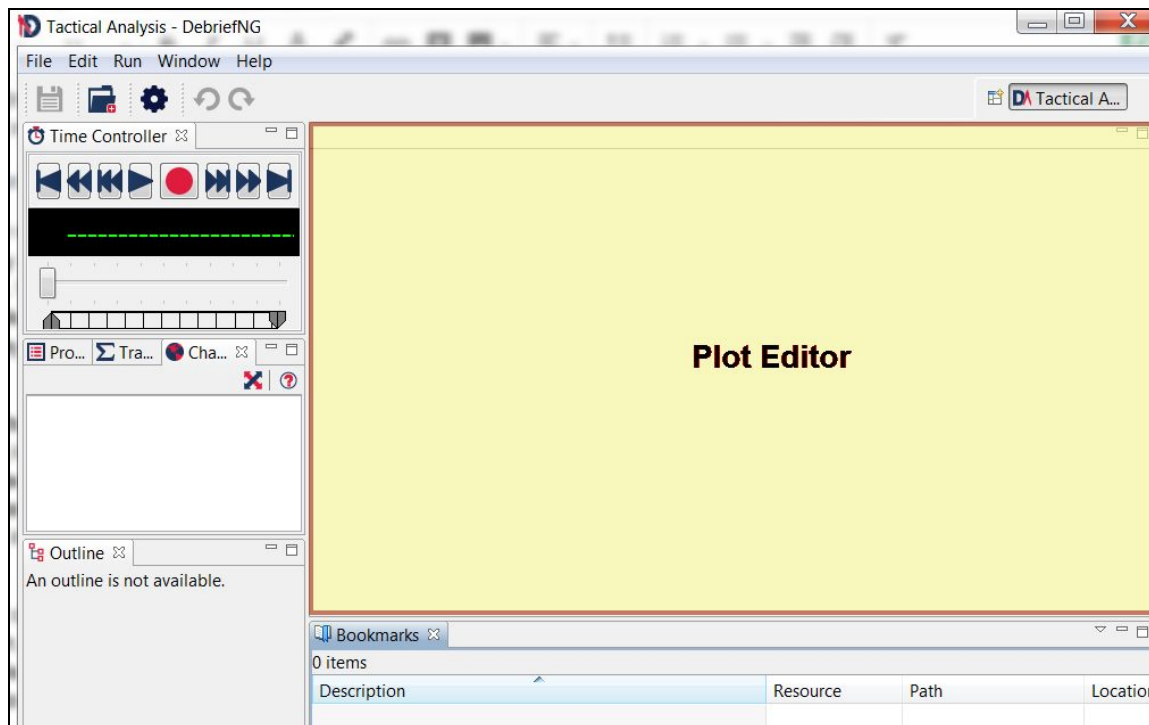 Tactical Analysis - DebriefNG
File Edit Run Window Help
Tactical A...
Time Controller
Pro... Tra... Cha...
Plot Editor
Outline
An outline is not available.
Bookmarks
0 items
Description Resource Path Location